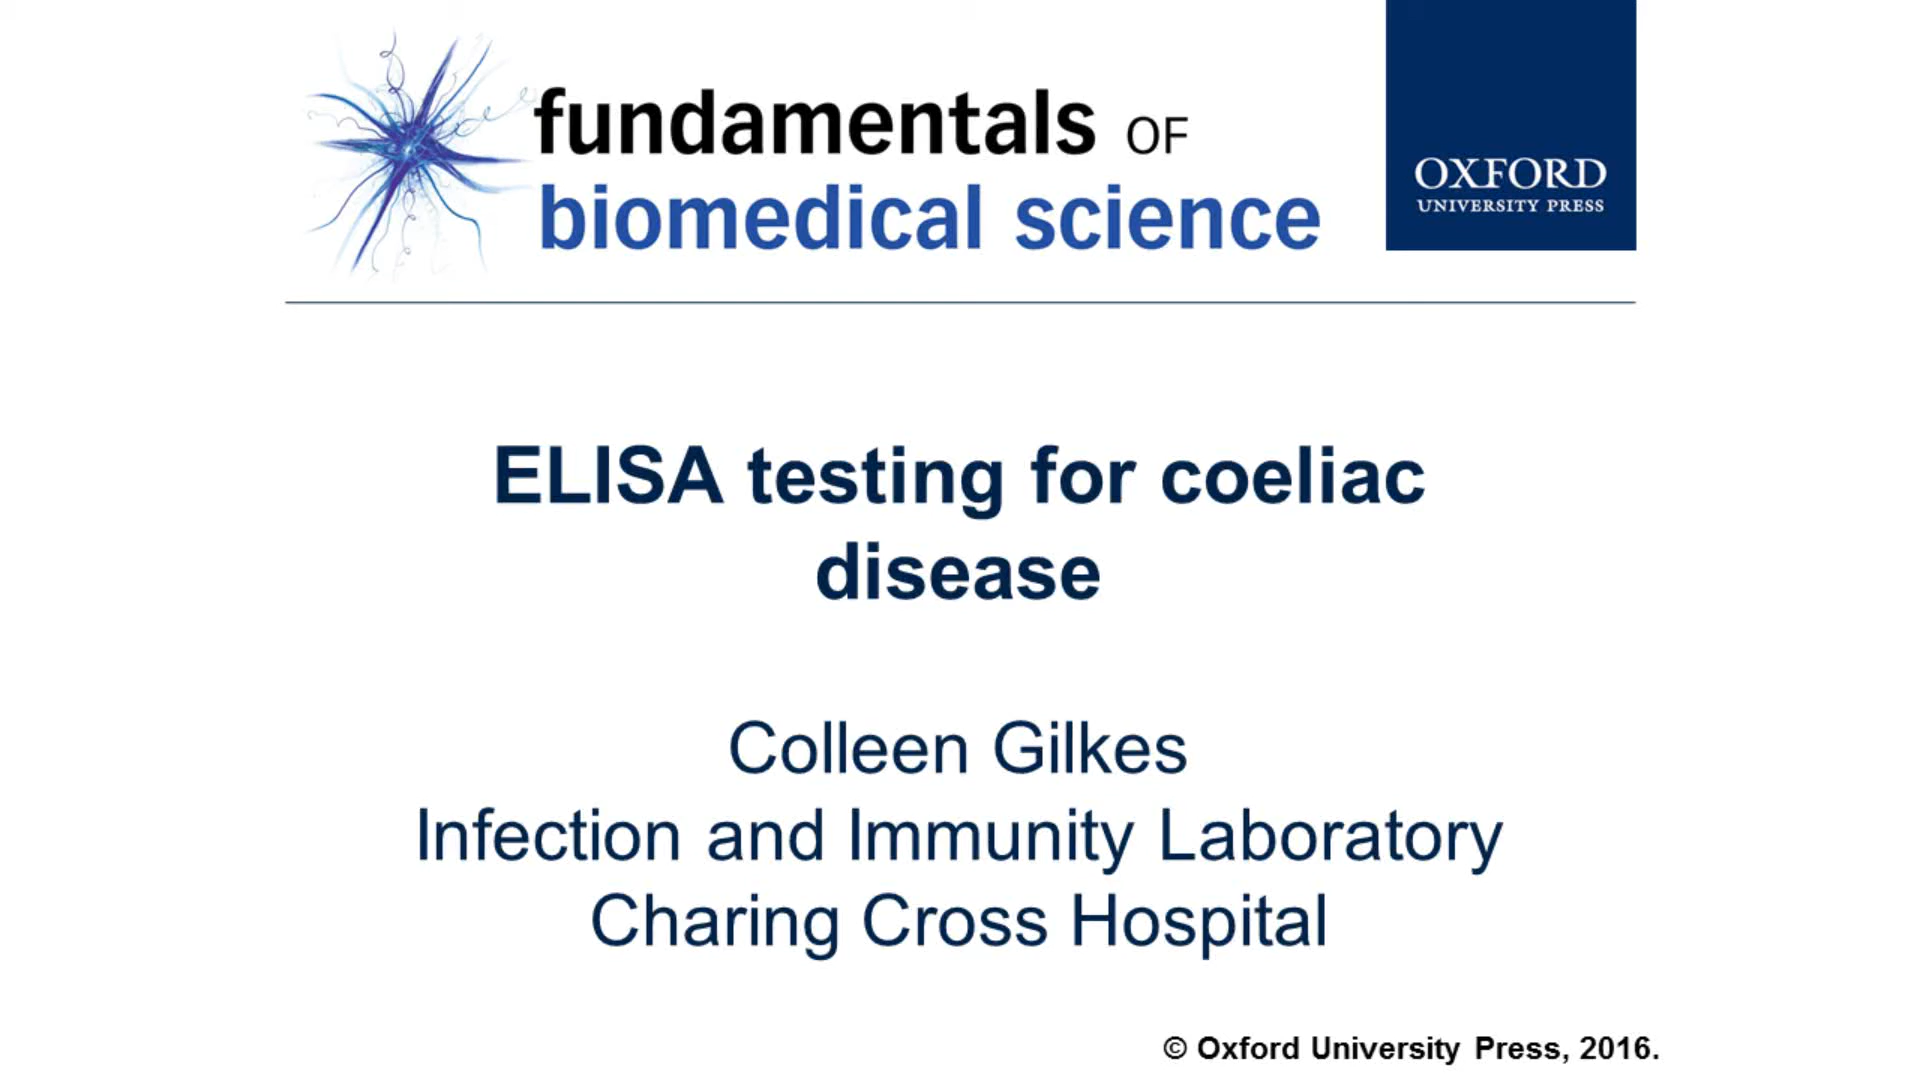 fundamentals OF
biomedical science
OXFORD
UNIVERSITY PRESS
ELISA testing for coeliac
disease
Colleen Gilkes
Infection and Immunity Laboratory
Charing Cross Hospital
© Oxford University Press, 2016.